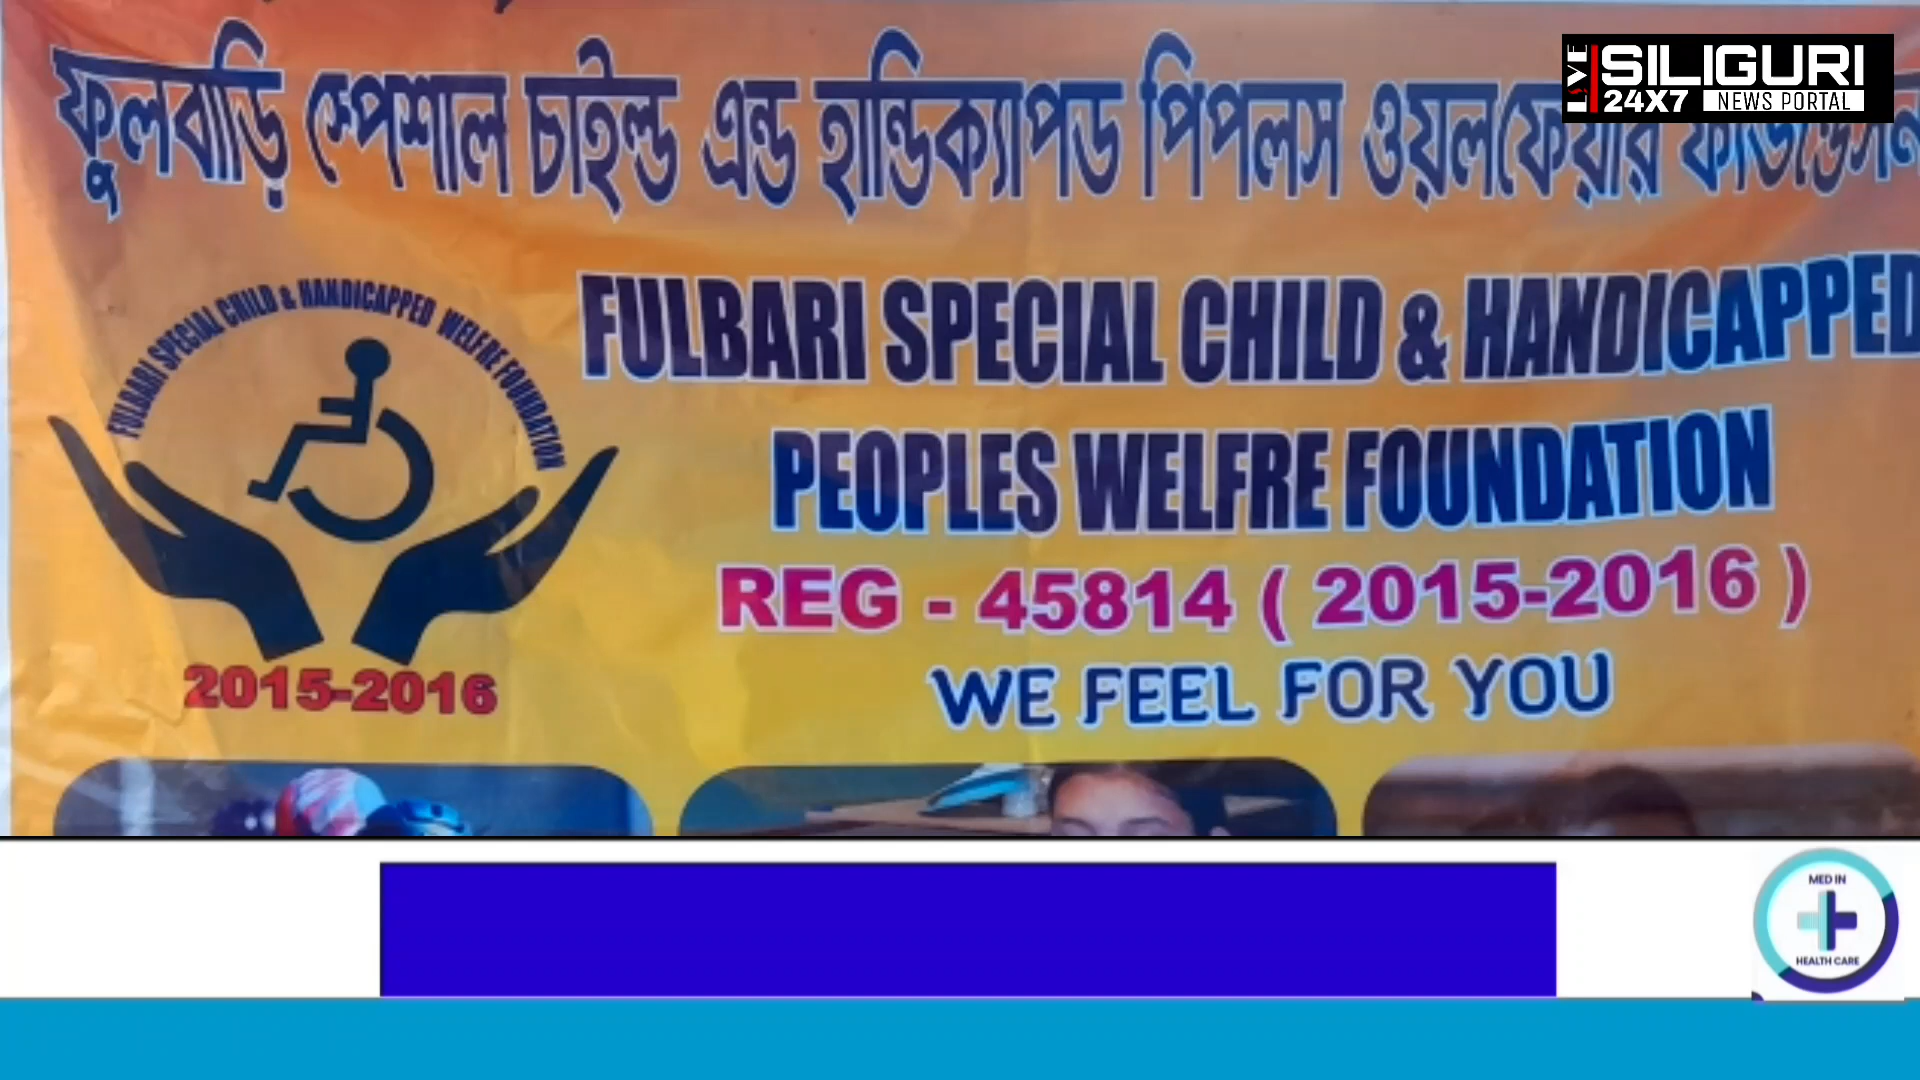 ফুলবাড়ি স্পেশাল চাইল্ড এন্ড হান্ডিক্যাপড পিপলস ওয়লফেয়ার ফাউন্ডেসন
LIVE SILIGURI
24X7 NEWS PORTAL
FULBARI SPECIAL CHILD & HANDICAPPED WELFRE FOUNDATION
2015-2016
FULBARI SPECIAL CHILD & HANDICAPPED
PEOPLES WELFRE FOUNDATION
REG - 45814 ( 2015-2016 )
WE FEEL FOR YOU
MED IN
HEALTH CARE